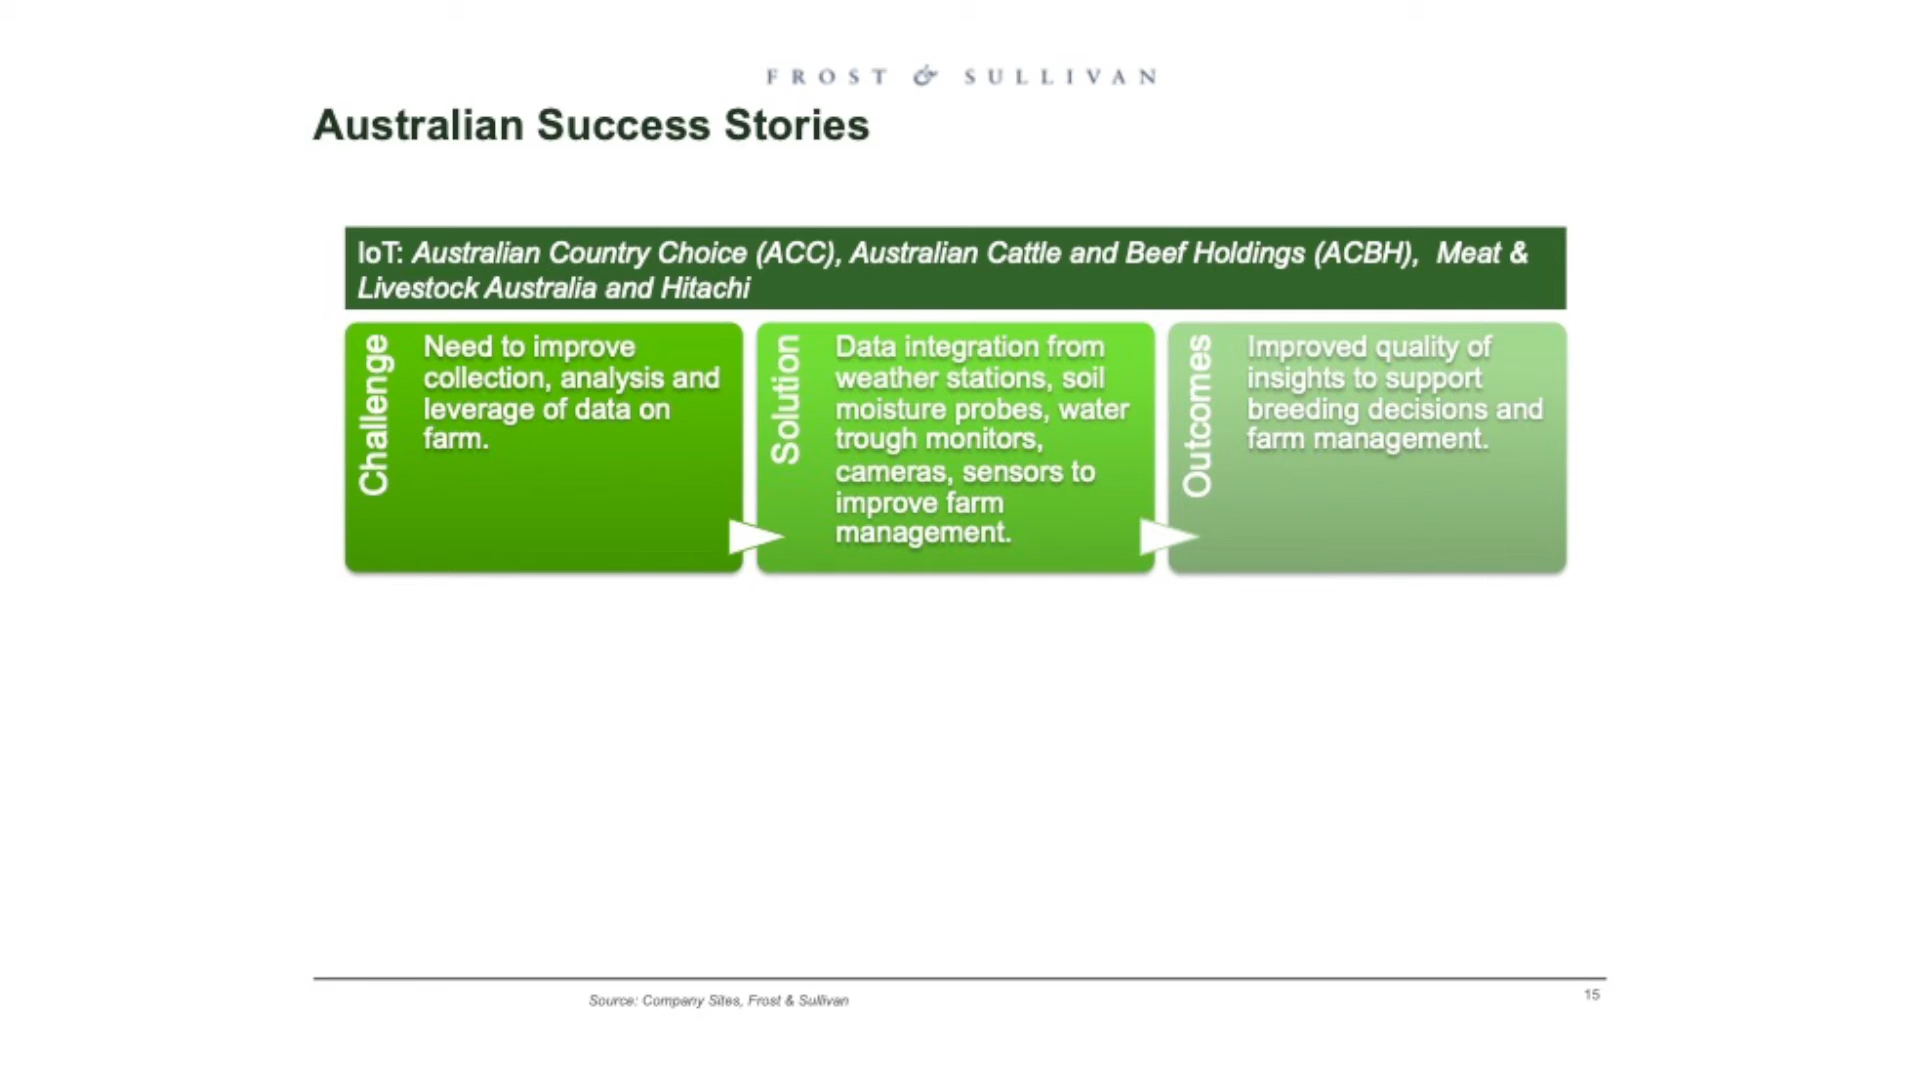 FROST & SULLIVAN
Australian Success Stories
IoT: Australian Country Choice (ACC), Australian Cattle and Beef Holdings (ACBH), Meat &
Livestock Australia and Hitachi
Challenge
Need to improve
collection, analysis and
leverage of data on
farm.
Solution
Data integration from
weather stations, soil
moisture probes, water
trough monitors,
cameras, sensors to
improve farm
management.
Outcomes
Improved quality of
insights to support
breeding decisions and
farm management.
Source: Company Sites, Frost & Sullivan
15